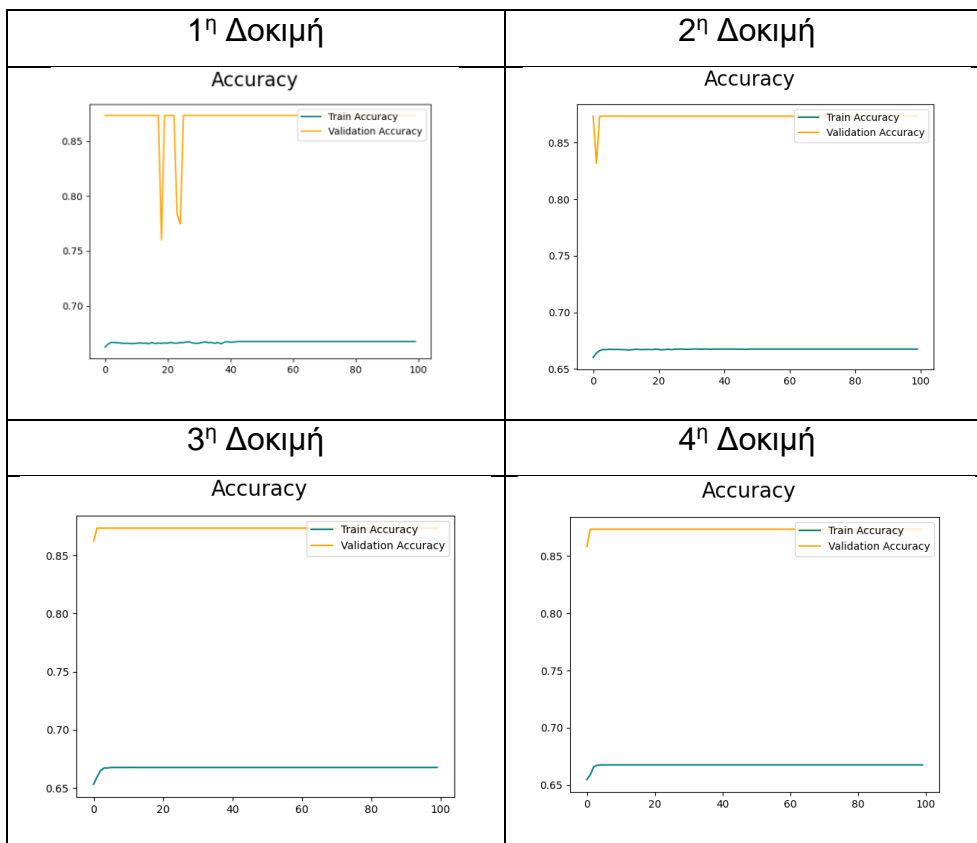 1η Δοκιμή
2η Δοκιμή
Accuracy
Train Accuracy
Validation Accuracy
0.85
0.80
0.75
0.70
0 20 40 60 80 100
Accuracy
Train Accuracy
Validation Accuracy
0.85
0.80
0.75
0.70
0.65
0 20 40 60 80 100
3η Δοκιμή
4η Δοκιμή
Accuracy
Train Accuracy
Validation Accuracy
0.85
0.80
0.75
0.70
0.65
0 20 40 60 80 100
Accuracy
Train Accuracy
Validation Accuracy
0.85
0.80
0.75
0.70
0.65
0 20 40 60 80 100